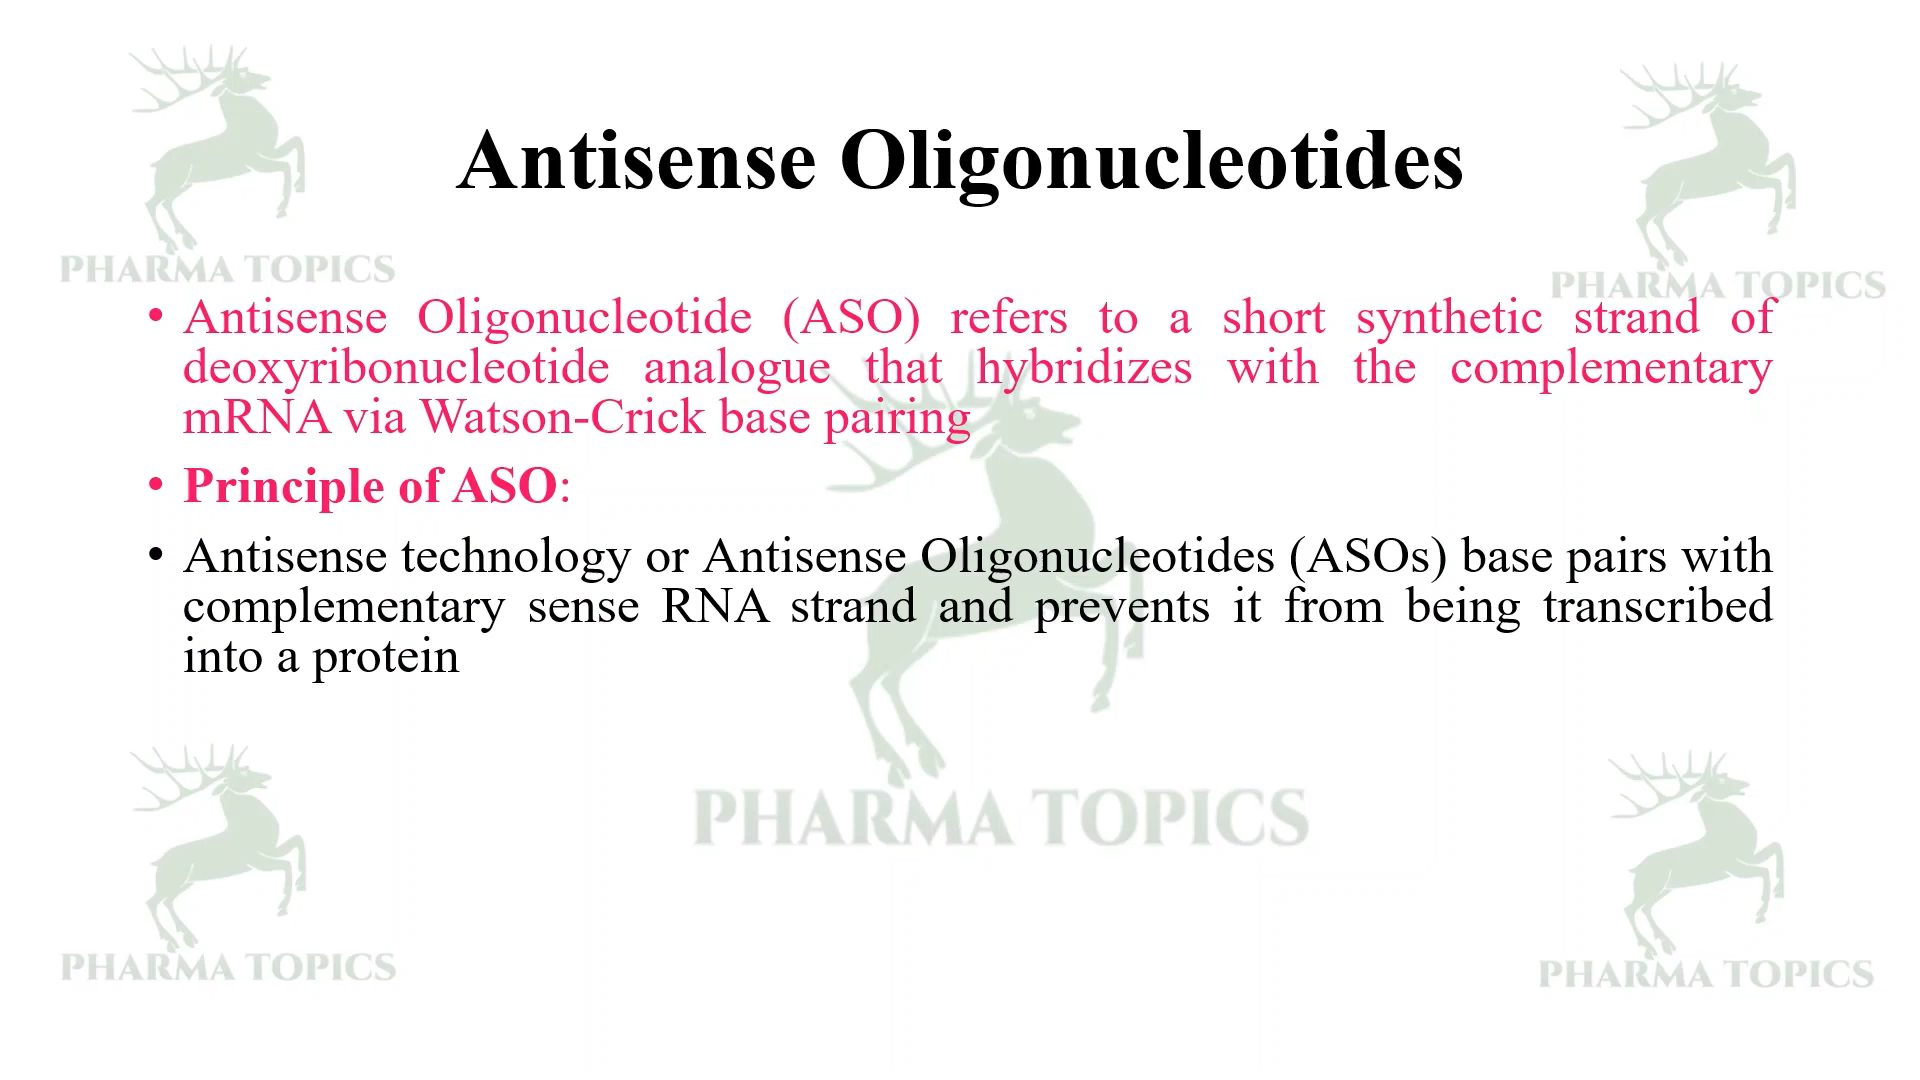 Antisense Oligonucleotides
PHARMA TOPICS
PHARMA TOPICS
• Antisense Oligonucleotide (ASO) refers to a short synthetic strand of
deoxyribonucleotide analogue that hybridizes with the complementary
mRNA via Watson-Crick base pairing
• Principle of ASO:
• Antisense technology or Antisense Oligonucleotides (ASOs) base pairs with
complementary sense RNA strand and prevents it from being transcribed
into a protein
PHARMA TOPICS
PHARMA TOPICS
PHARMA TOPICS